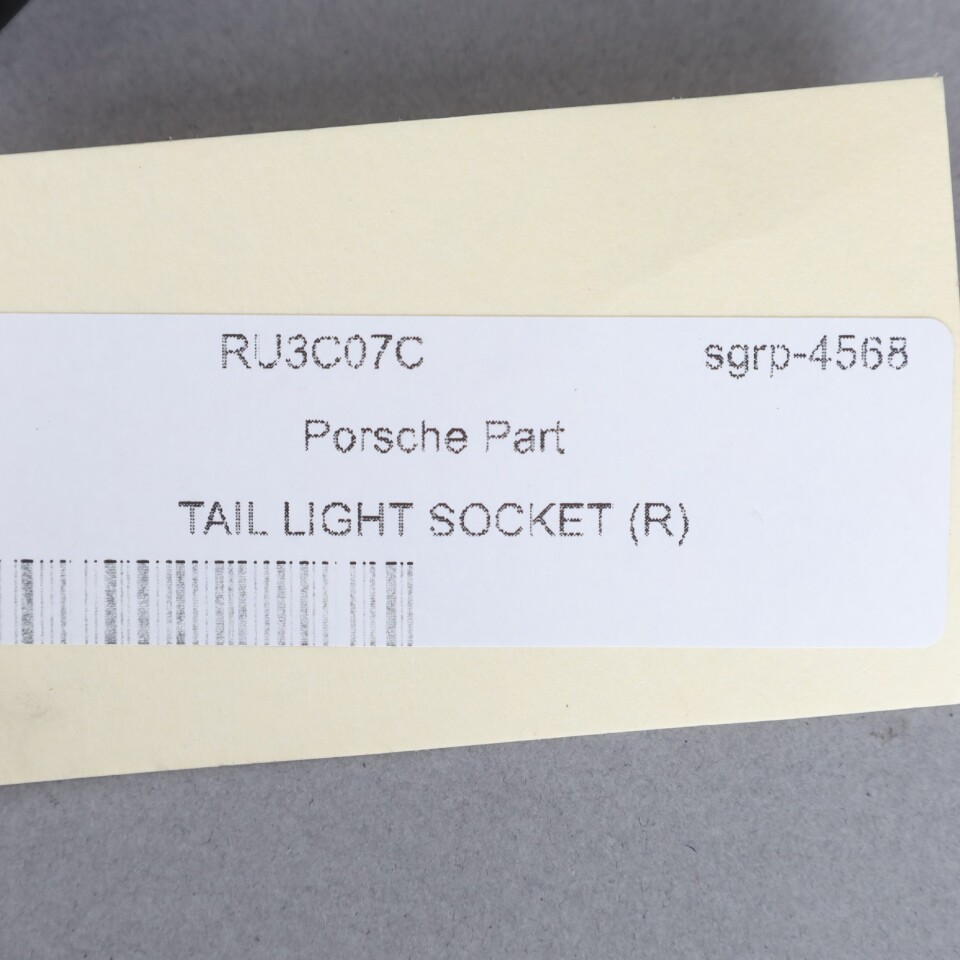 RU3C07C sgrp-4568
Porsche Part
TAIL LIGHT SOCKET (R)